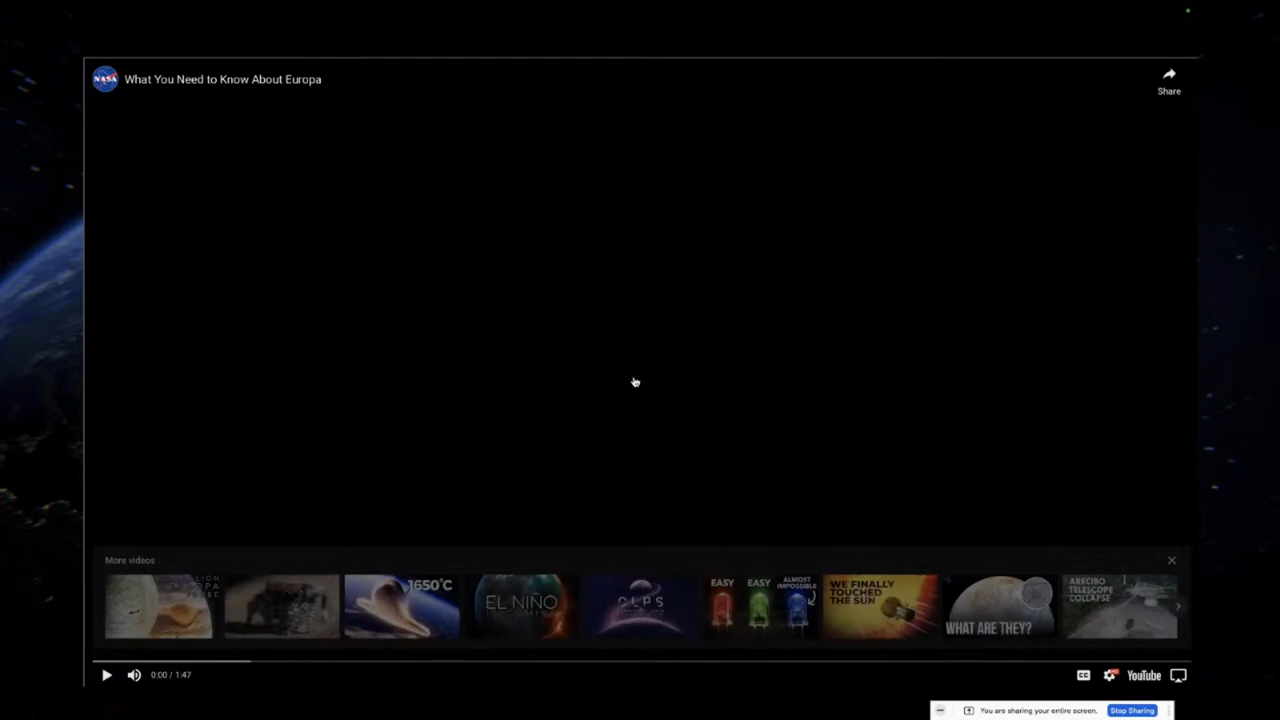 NASA What You Need to Know About Europa
Share
More videos
1650°C
EL NIÑO
CLPS
EASY EASY ALMOST IMPOSSIBLE
WE FINALLY TOUCHED THE SUN
WHAT ARE THEY?
ARECIBO TELESCOPE COLLAPSE
0:00 / 1:47
CC
YouTube
You are sharing your entire screen. Stop Sharing